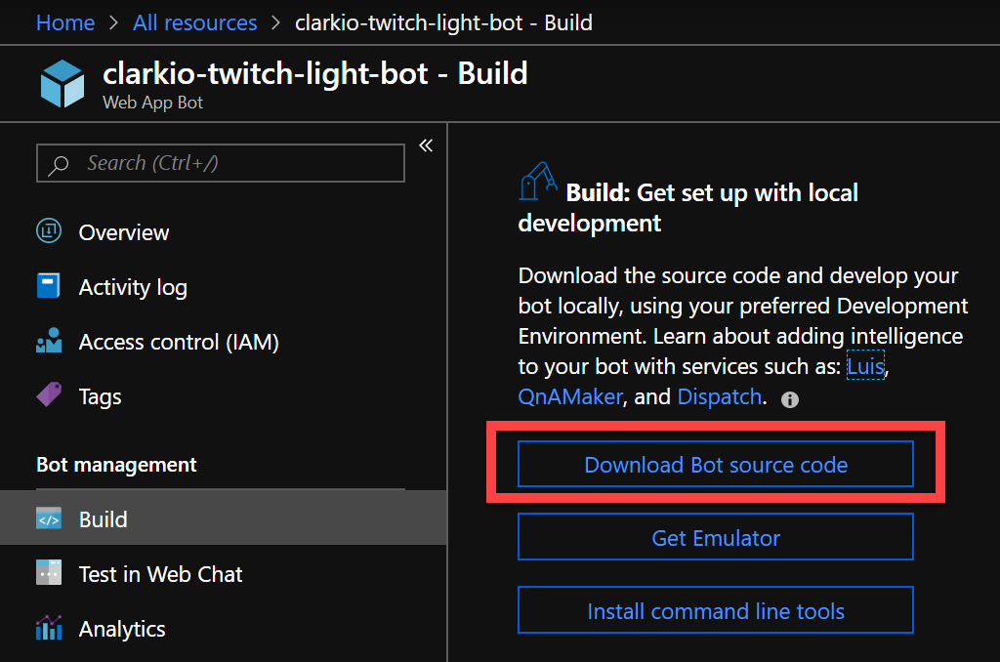 Home > All resources > clarkio-twitch-light-bot - Build
clarkio-twitch-light-bot - Build
Web App Bot
Search (Ctrl+/)
«
Overview
Activity log
Access control (IAM)
Tags
Bot management
Build
Test in Web Chat
Analytics
Build: Get set up with local
development
Download the source code and develop your
bot locally, using your preferred Development
Environment. Learn about adding intelligence
to your bot with services such as: Luis,
QnAMaker, and Dispatch.
Download Bot source code
Get Emulator
Install command line tools